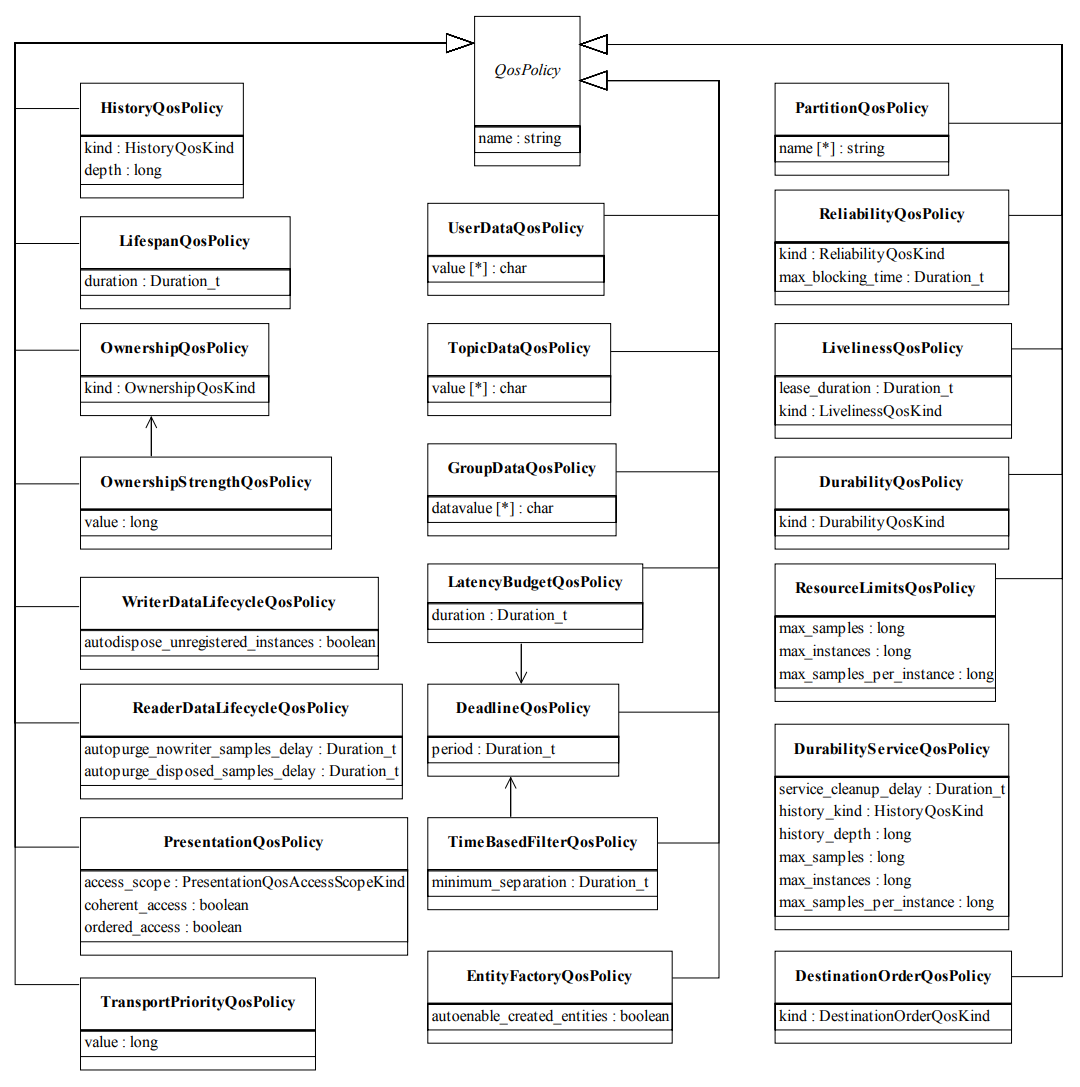 QosPolicy
name : string
HistoryQosPolicy
kind : HistoryQosKind
depth : long
LifespanQosPolicy
duration : Duration_t
OwnershipQosPolicy
kind : OwnershipQosKind
OwnershipStrengthQosPolicy
value : long
WriterDataLifecycleQosPolicy
autodispose_unregistered_instances : boolean
ReaderDataLifecycleQosPolicy
autopurge_nowriter_samples_delay : Duration_t
autopurge_disposed_samples_delay : Duration_t
PresentationQosPolicy
access_scope : PresentationQosAccessScopeKind
coherent_access : boolean
ordered_access : boolean
TransportPriorityQosPolicy
value : long
UserDataQosPolicy
value [*] : char
TopicDataQosPolicy
value [*] : char
GroupDataQosPolicy
datavalue [*] : char
LatencyBudgetQosPolicy
duration : Duration_t
DeadlineQosPolicy
period : Duration_t
TimeBasedFilterQosPolicy
minimum_separation : Duration_t
EntityFactoryQosPolicy
autoenable_created_entities : boolean
PartitionQosPolicy
name [*] : string
ReliabilityQosPolicy
kind : ReliabilityQosKind
max_blocking_time : Duration_t
LivelinessQosPolicy
lease_duration : Duration_t
kind : LivelinessQosKind
DurabilityQosPolicy
kind : DurabilityQosKind
ResourceLimitsQosPolicy
max_samples : long
max_instances : long
max_samples_per_instance : long
DurabilityServiceQosPolicy
service_cleanup_delay : Duration_t
history_kind : HistoryQosKind
history_depth : long
max_samples : long
max_instances : long
max_samples_per_instance : long
DestinationOrderQosPolicy
kind : DestinationOrderQosKind